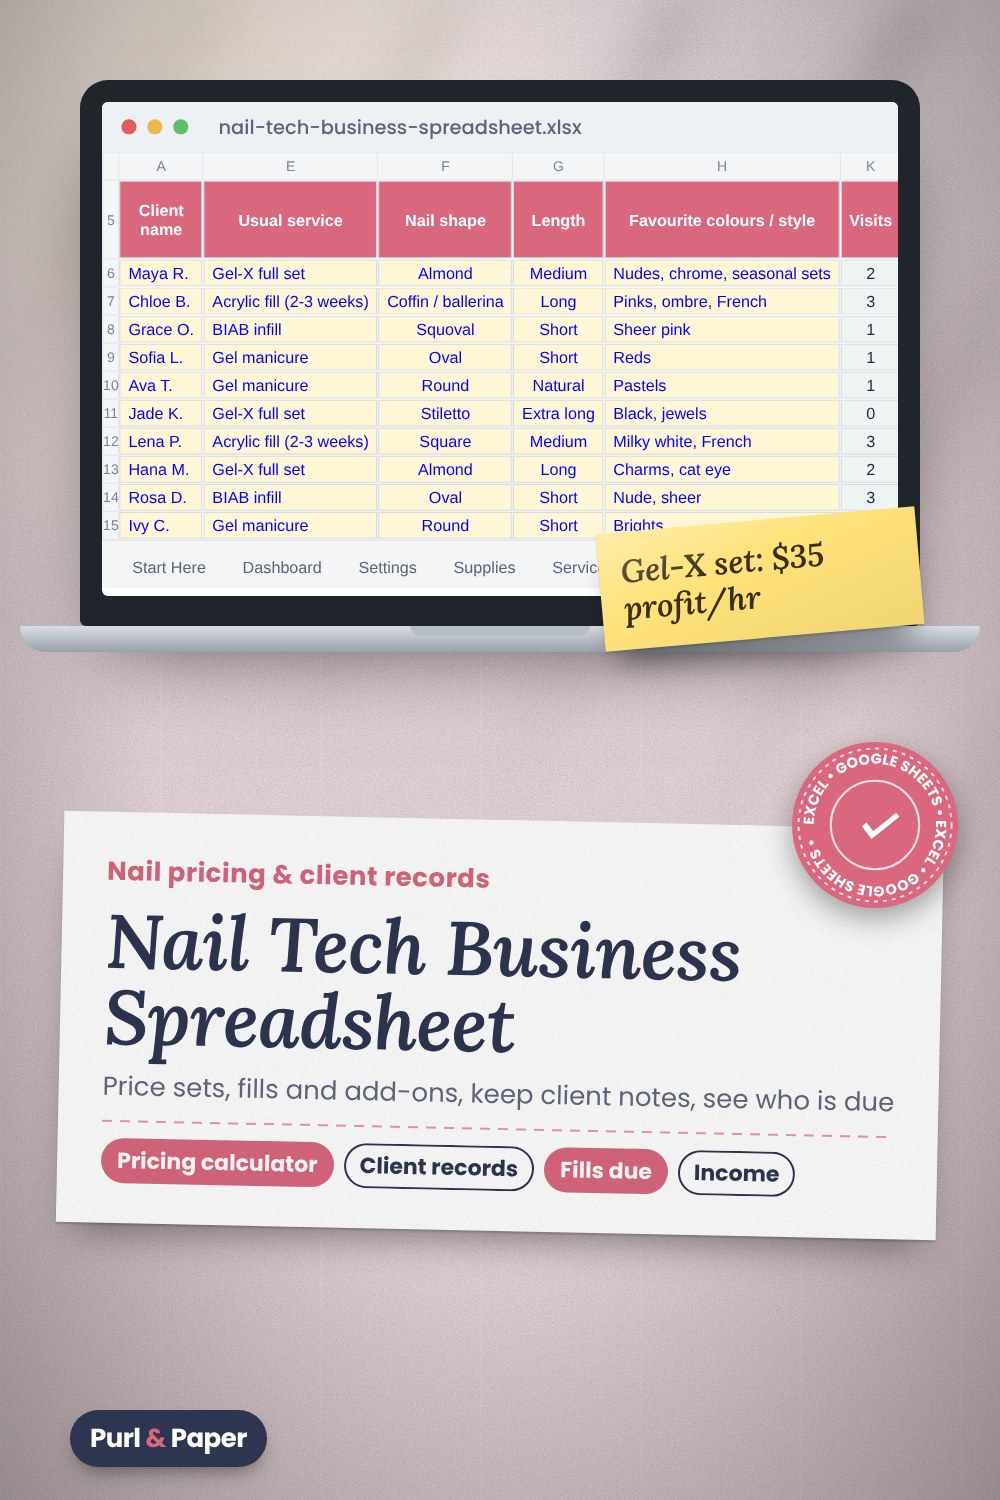 nail-tech-business-spreadsheet.xlsx
A E F G H K
5 Client name Usual service Nail shape Length Favourite colours / style Visits
6 Maya R. Gel-X full set Almond Medium Nudes, chrome, seasonal sets 2
7 Chloe B. Acrylic fill (2-3 weeks) Coffin / ballerina Long Pinks, ombre, French 3
8 Grace O. BIAB infill Squoval Short Sheer pink 1
9 Sofia L. Gel manicure Oval Short Reds 1
10 Ava T. Gel manicure Round Natural Pastels 1
11 Jade K. Gel-X full set Stiletto Extra long Black, jewels 0
12 Lena P. Acrylic fill (2-3 weeks) Square Medium Milky white, French 3
13 Hana M. Gel-X full set Almond Long Charms, cat eye 2
14 Rosa D. BIAB infill Oval Short Nude, sheer 3
15 Ivy C. Gel manicure Round Short Brights
Start Here Dashboard Settings Supplies Servic
Gel-X set: $35
profit/hr
EXCEL • GOOGLE SHEETS • EXCEL • GOOGLE SHEETS •
Nail pricing & client records
Nail Tech Business
Spreadsheet
Price sets, fills and add-ons, keep client notes, see who is due
Pricing calculator Client records Fills due Income
Purl & Paper